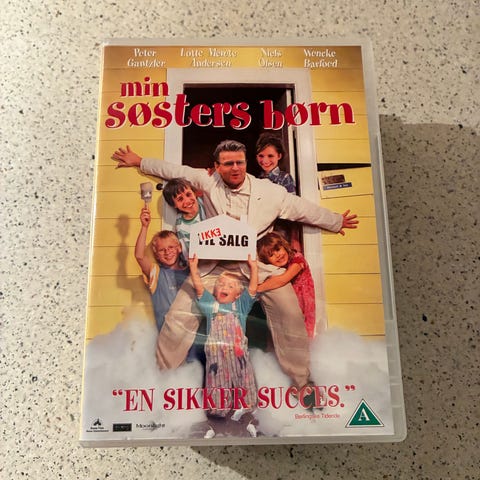 Peter Lotte Merete Niels Wencke
Gantzler Andersen Olsen Barfoed
min
søsters børn
IKKE
TIL SALG
"EN SIKKER SUCCES."
Berlingske Tidende
A
Moonlight